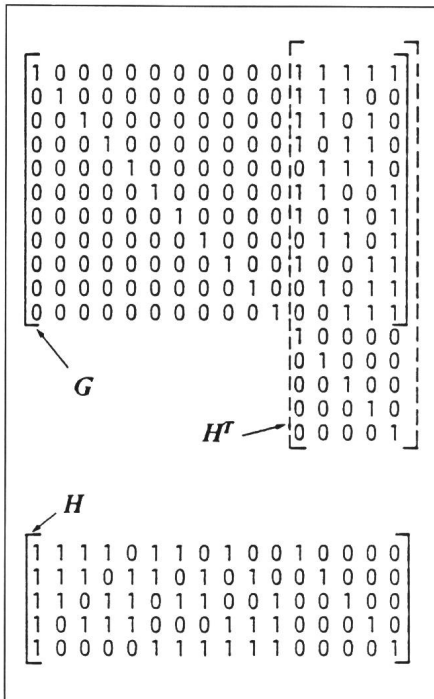 1 0 0 0 0 0 0 0 0 0 0 1 1 1 1 1
0 1 0 0 0 0 0 0 0 0 0 1 1 1 0 0
0 0 1 0 0 0 0 0 0 0 0 1 1 0 1 0
0 0 0 1 0 0 0 0 0 0 0 1 0 1 1 0
0 0 0 0 1 0 0 0 0 0 0 0 1 1 1 0
0 0 0 0 0 1 0 0 0 0 0 1 1 0 0 1
0 0 0 0 0 0 1 0 0 0 0 1 0 1 0 1
0 0 0 0 0 0 0 1 0 0 0 0 1 1 0 1
0 0 0 0 0 0 0 0 1 0 0 1 0 0 1 1
0 0 0 0 0 0 0 0 0 1 0 0 1 0 1 1
0 0 0 0 0 0 0 0 0 0 1 0 0 1 1 1
1 0 0 0 0
0 1 0 0 0
0 0 1 0 0
0 0 0 1 0
0 0 0 0 1
G
Hᵀ
H
1 1 1 1 0 1 1 0 1 0 0 1 0 0 0 0
1 1 1 0 1 1 0 1 0 1 0 0 1 0 0 0
1 1 0 1 1 0 1 1 0 0 1 0 0 1 0 0
1 0 1 1 1 0 0 0 1 1 1 0 0 0 1 0
1 0 0 0 0 1 1 1 1 1 1 0 0 0 0 1